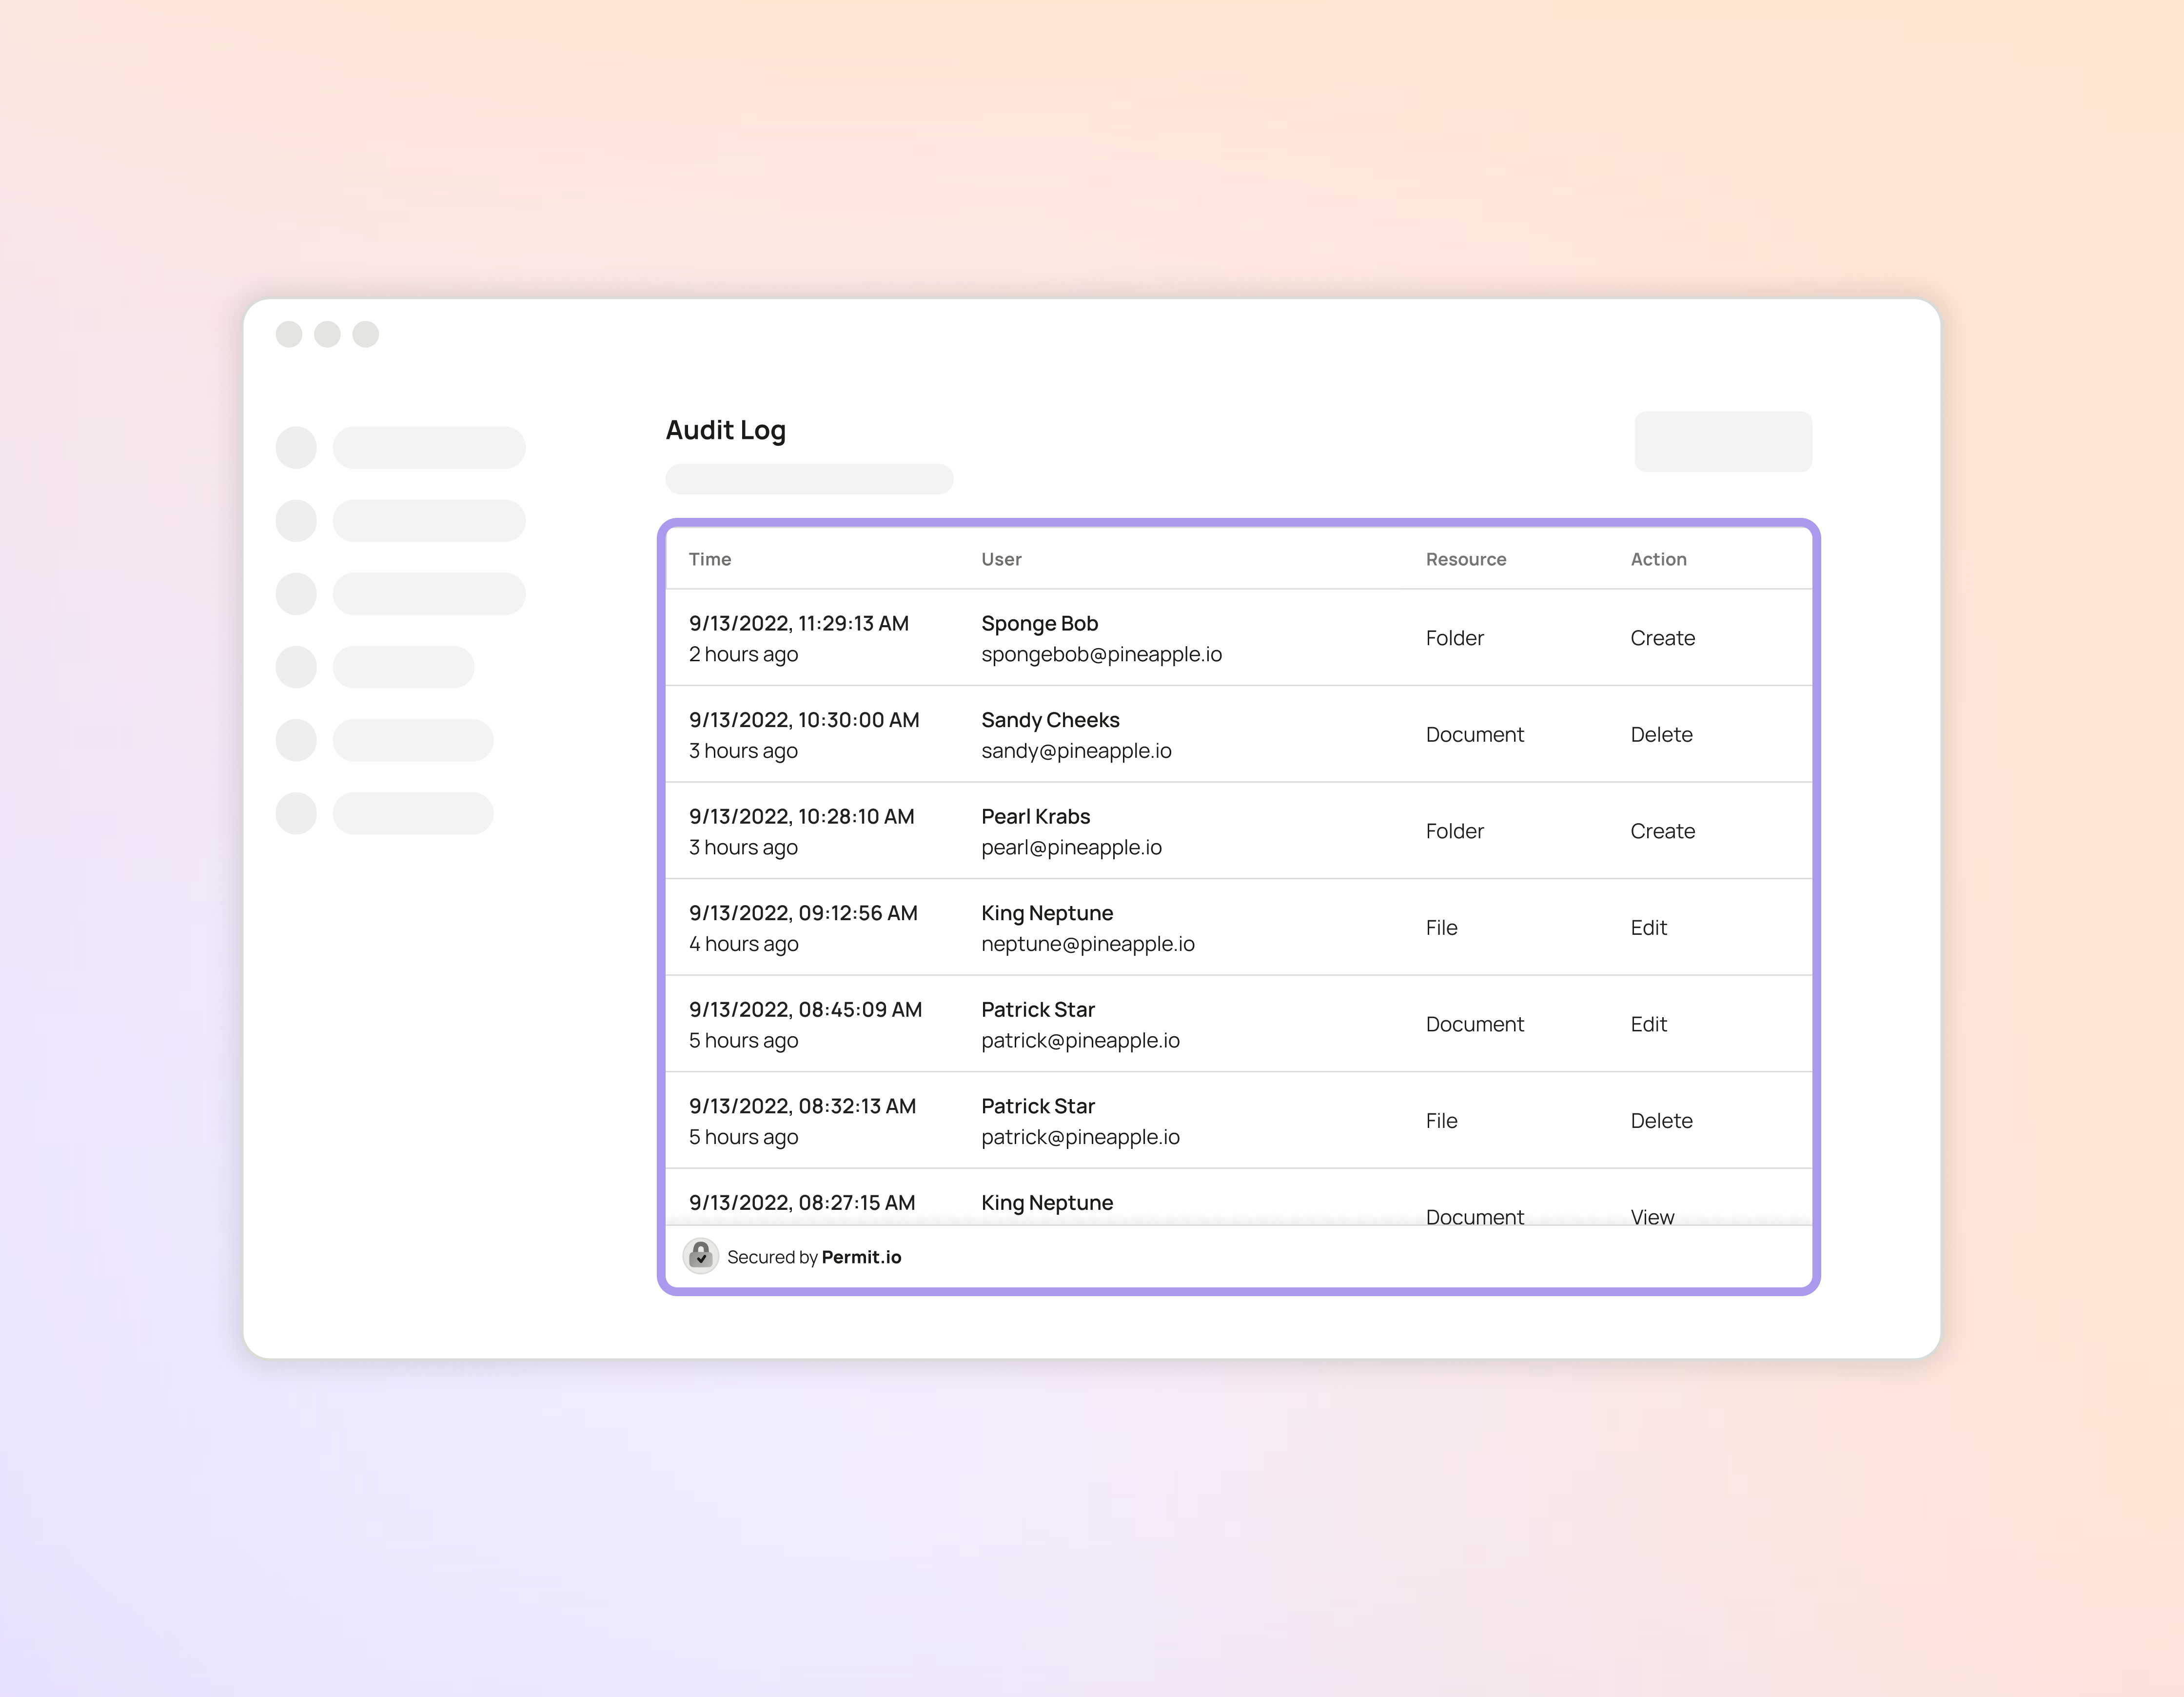 Audit Log
Time User Resource Action
9/13/2022, 11:29:13 AM Sponge Bob
Folder Create
2 hours ago spongebob@pineapple.io
9/13/2022, 10:30:00 AM Sandy Cheeks
Document Delete
3 hours ago sandy@pineapple.io
9/13/2022, 10:28:10 AM Pearl Krabs
Folder Create
3 hours ago pearl@pineapple.io
9/13/2022, 09:12:56 AM King Neptune
File Edit
4 hours ago neptune@pineapple.io
9/13/2022, 08:45:09 AM Patrick Star
Document Edit
5 hours ago patrick@pineapple.io
9/13/2022, 08:32:13 AM Patrick Star
File Delete
5 hours ago patrick@pineapple.io
9/13/2022, 08:27:15 AM King Neptune
Document View
Secured by Permit.io